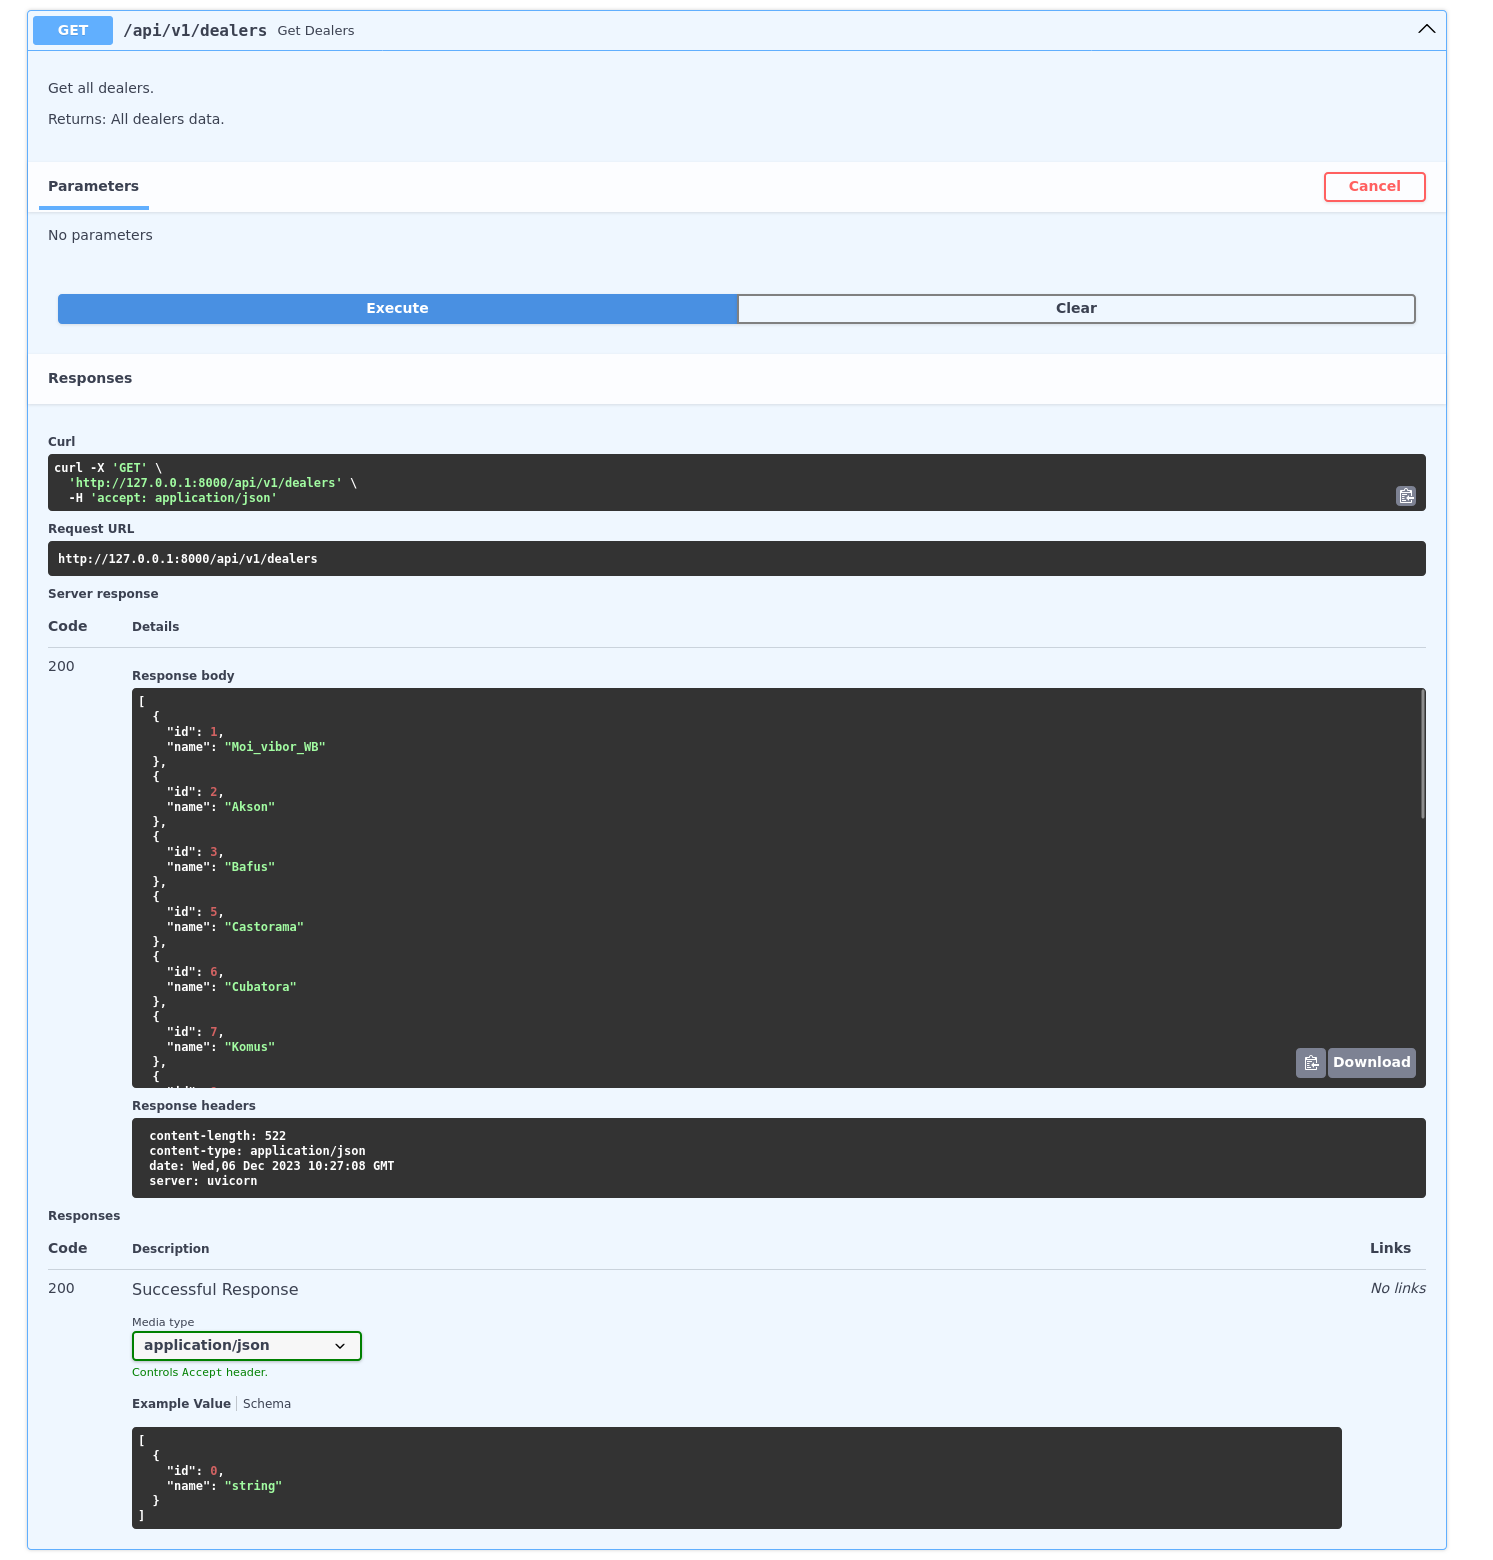 GET /api/v1/dealers Get Dealers
Get all dealers.
Returns: All dealers data.
Parameters
Cancel
No parameters
Execute
Clear
Responses
Curl
curl -X 'GET' \
  'http://127.0.0.1:8000/api/v1/dealers' \
  -H 'accept: application/json'
Request URL
http://127.0.0.1:8000/api/v1/dealers
Server response
Code Details
200
Response body
[
  {
    "id": 1,
    "name": "Moi_vibor_WB"
  },
  {
    "id": 2,
    "name": "Akson"
  },
  {
    "id": 3,
    "name": "Bafus"
  },
  {
    "id": 5,
    "name": "Castorama"
  },
  {
    "id": 6,
    "name": "Cubatora"
  },
  {
    "id": 7,
    "name": "Komus"
  },
  {
Download
Response headers
content-length: 522
content-type: application/json
date: Wed,06 Dec 2023 10:27:08 GMT
server: uvicorn
Responses
Code Description Links
200 Successful Response No links
Media type
application/json
Controls Accept header.
Example Value Schema
[
  {
    "id": 0,
    "name": "string"
  }
]